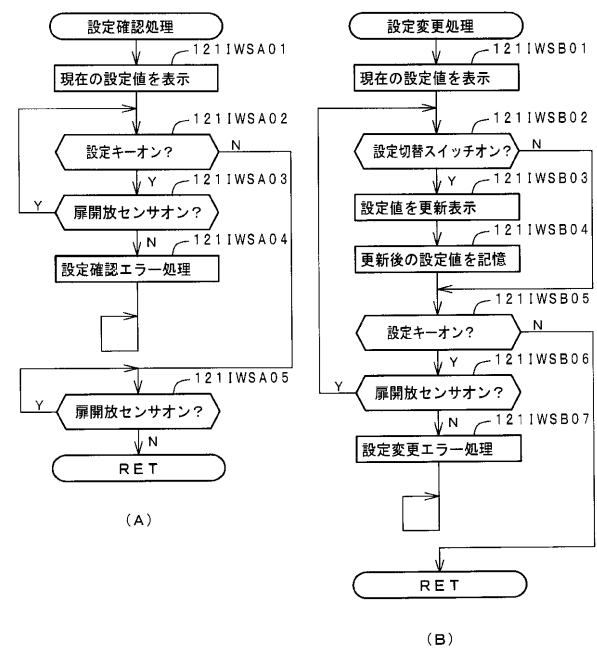 設定確認処理
121IWSA01
現在の設定値を表示
121IWSA02
設定キーオン？
N
Y
121IWSA03
扉開放センサオン？
Y
N
121IWSA04
設定確認エラー処理
121IWSA05
扉開放センサオン？
Y
N
RET
(A)
設定変更処理
121IWSB01
現在の設定値を表示
121IWSB02
設定切替スイッチオン？
N
Y
121IWSB03
設定値を更新表示
121IWSB04
更新後の設定値を記憶
121IWSB05
設定キーオン？
N
Y
121IWSB06
扉開放センサオン？
Y
N
121IWSB07
設定変更エラー処理
RET
(B)